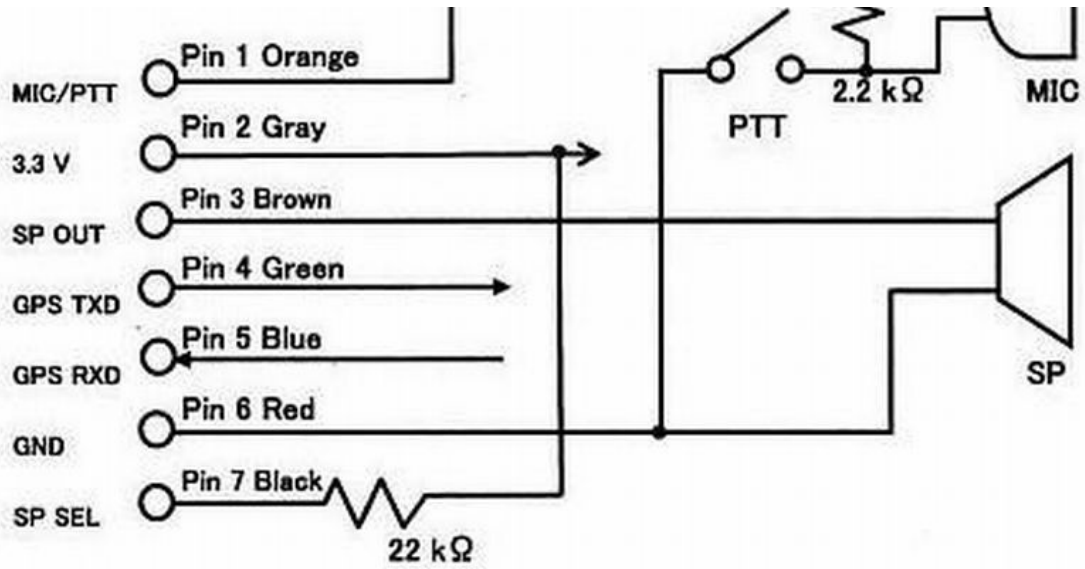 MIC/PTT
Pin 1 Orange
3.3 V
Pin 2 Gray
SP OUT
Pin 3 Brown
GPS TXD
Pin 4 Green
GPS RXD
Pin 5 Blue
GND
Pin 6 Red
SP SEL
Pin 7 Black
22 kΩ
PTT
2.2 kΩ
MIC
SP